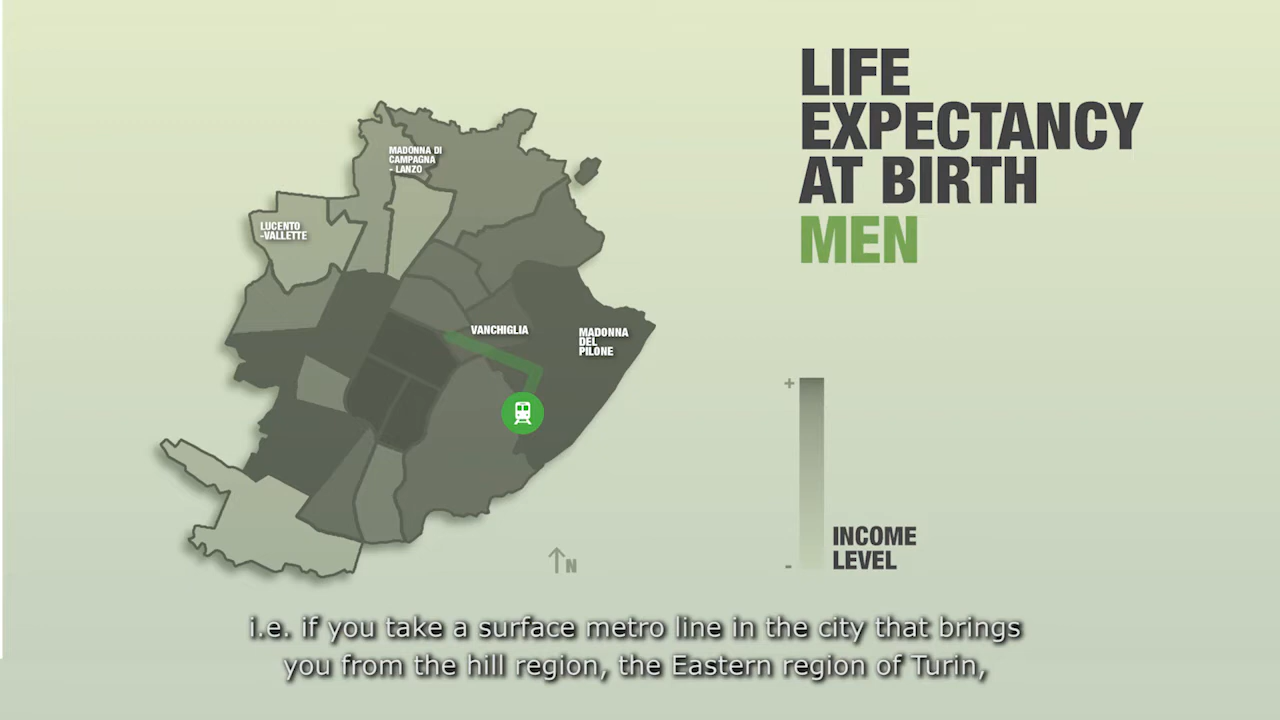 LIFE
EXPECTANCY
AT BIRTH
MEN
MADONNA DI
CAMPAGNA
- LANZO
LUCENTO
-VALLETTE
VANCHIGLIA
MADONNA
DEL
PILONE
+
-
INCOME
LEVEL
N
i.e. if you take a surface metro line in the city that brings
you from the hill region, the Eastern region of Turin,